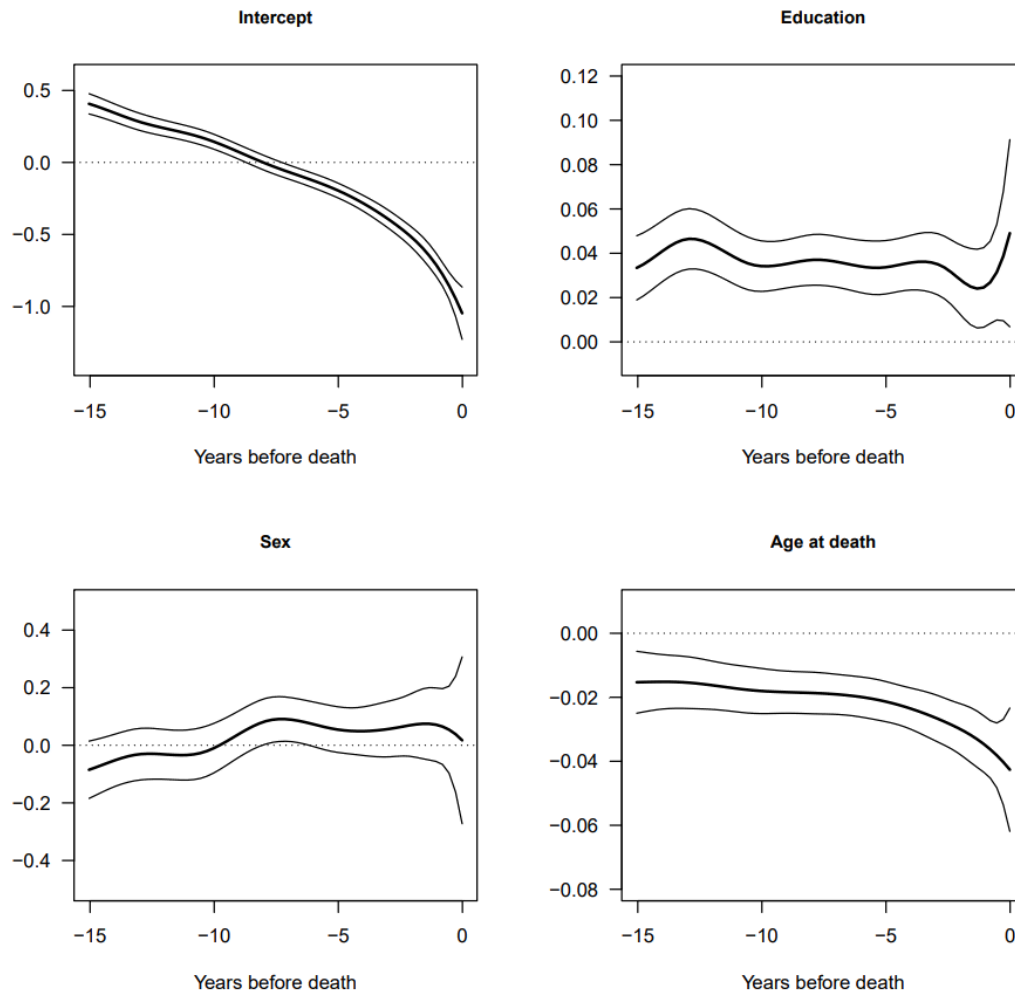 Intercept
0.5
0.0
−0.5
−1.0
−15 −10 −5 0
Years before death
Education
0.12
0.10
0.08
0.06
0.04
0.02
0.00
−15 −10 −5 0
Years before death
Sex
0.4
0.2
0.0
−0.2
−0.4
−15 −10 −5 0
Years before death
Age at death
0.00
−0.02
−0.04
−0.06
−0.08
−15 −10 −5 0
Years before death